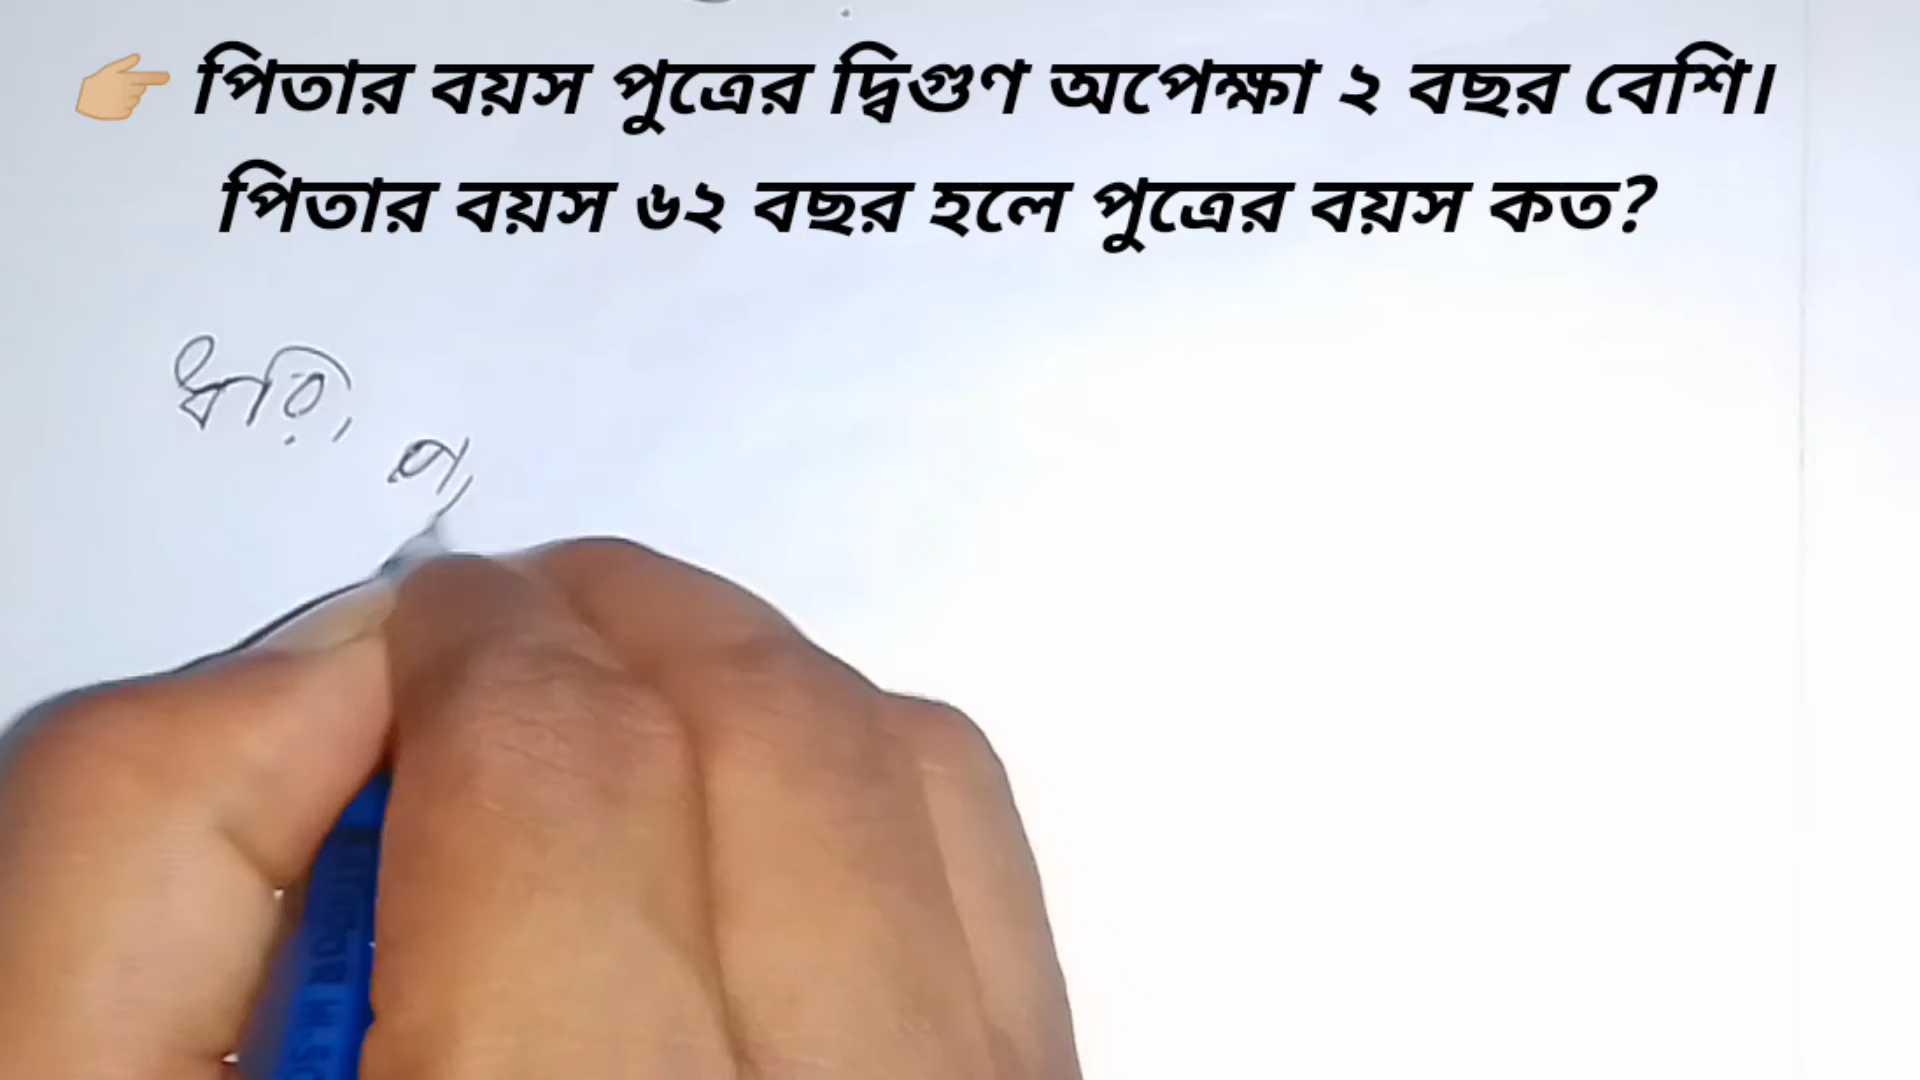 👉🏼 পিতার বয়স পুত্রের দ্বিগুণ অপেক্ষা ২ বছর বেশি।
পিতার বয়স ৬২ বছর হলে পুত্রের বয়স কত?
ধরি,